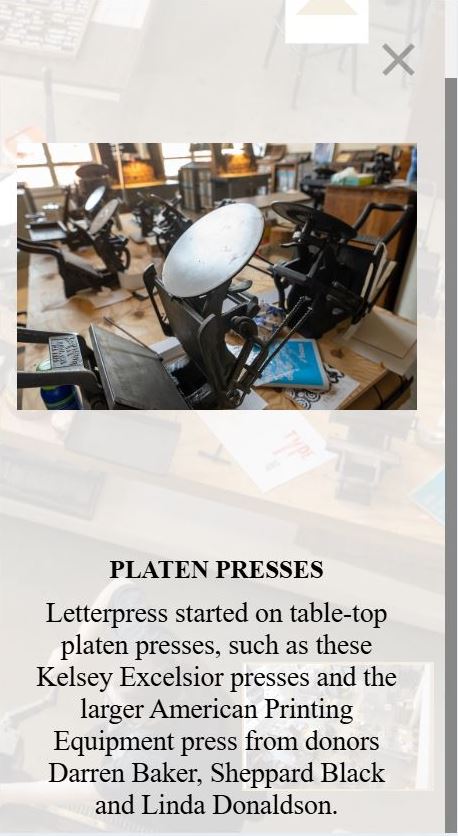 TYPE
PLATEN PRESSES
Letterpress started on table-top
platen presses, such as these
Kelsey Excelsior presses and the
larger American Printing
Equipment press from donors
Darren Baker, Sheppard Black
and Linda Donaldson.